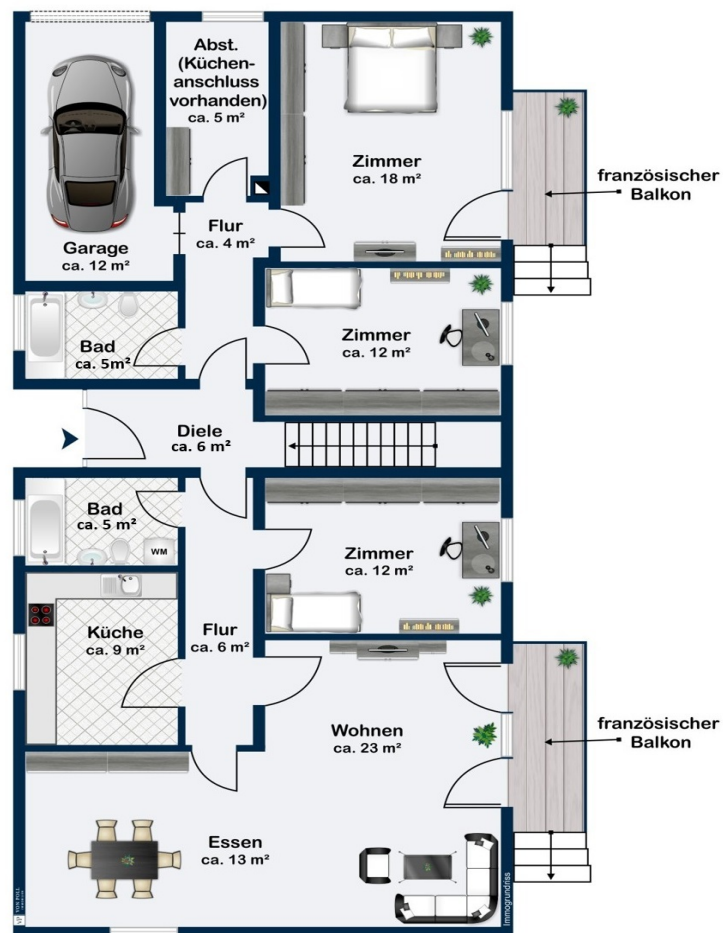 Abst.
(Küchen-
anschluss
vorhanden)
ca. 5 m²
Zimmer
ca. 18 m²
französischer
Balkon
Flur
ca. 4 m²
Garage
ca. 12 m²
Bad
ca. 5m²
Zimmer
ca. 12 m²
Diele
ca. 6 m²
Bad
ca. 5 m²
WM
Zimmer
ca. 12 m²
Küche
ca. 9 m²
Flur
ca. 6 m²
Wohnen
ca. 23 m²
französischer
Balkon
Essen
ca. 13 m²
VON POLL
Immogrundriss